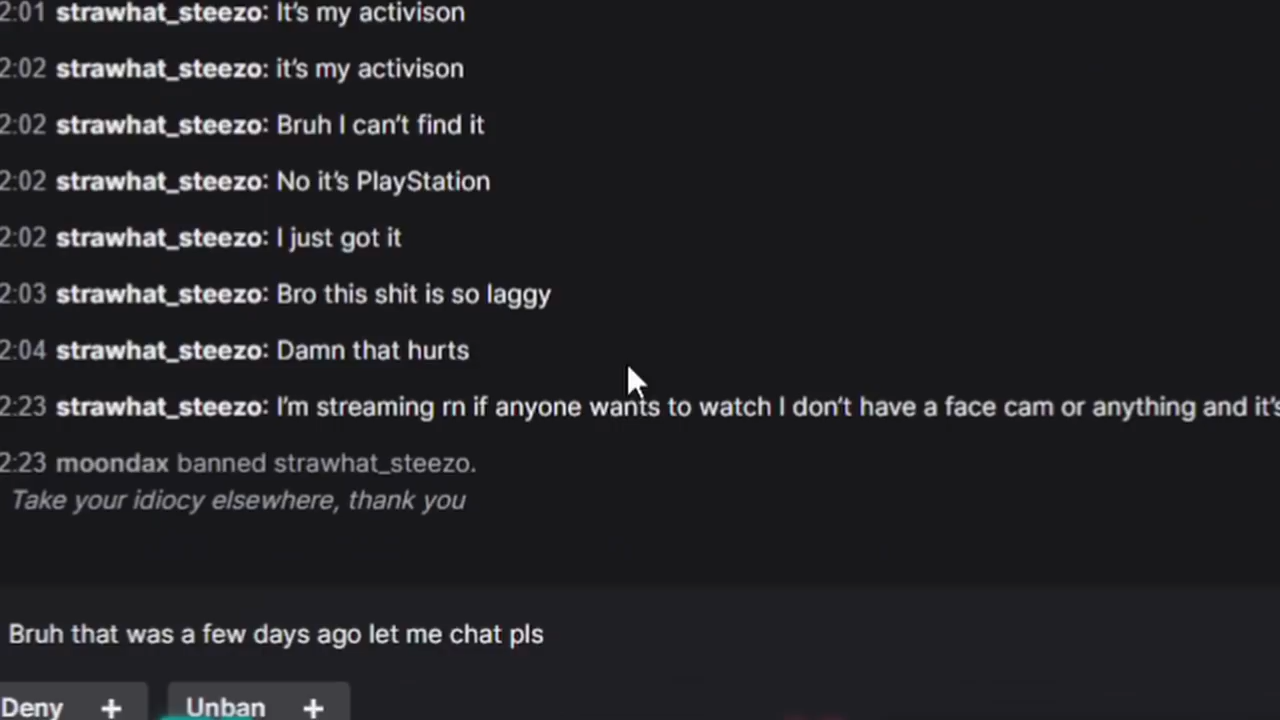 2:01 strawhat_steezo: It's my activison
2:02 strawhat_steezo: it's my activison
2:02 strawhat_steezo: Bruh I can't find it
2:02 strawhat_steezo: No it's PlayStation
2:02 strawhat_steezo: I just got it
2:03 strawhat_steezo: Bro this shit is so laggy
2:04 strawhat_steezo: Damn that hurts
2:23 strawhat_steezo: I'm streaming rn if anyone wants to watch I don't have a face cam or anything and it's
2:23 moondax banned strawhat_steezo.
Take your idiocy elsewhere, thank you
Bruh that was a few days ago let me chat pls
Deny + Unban +